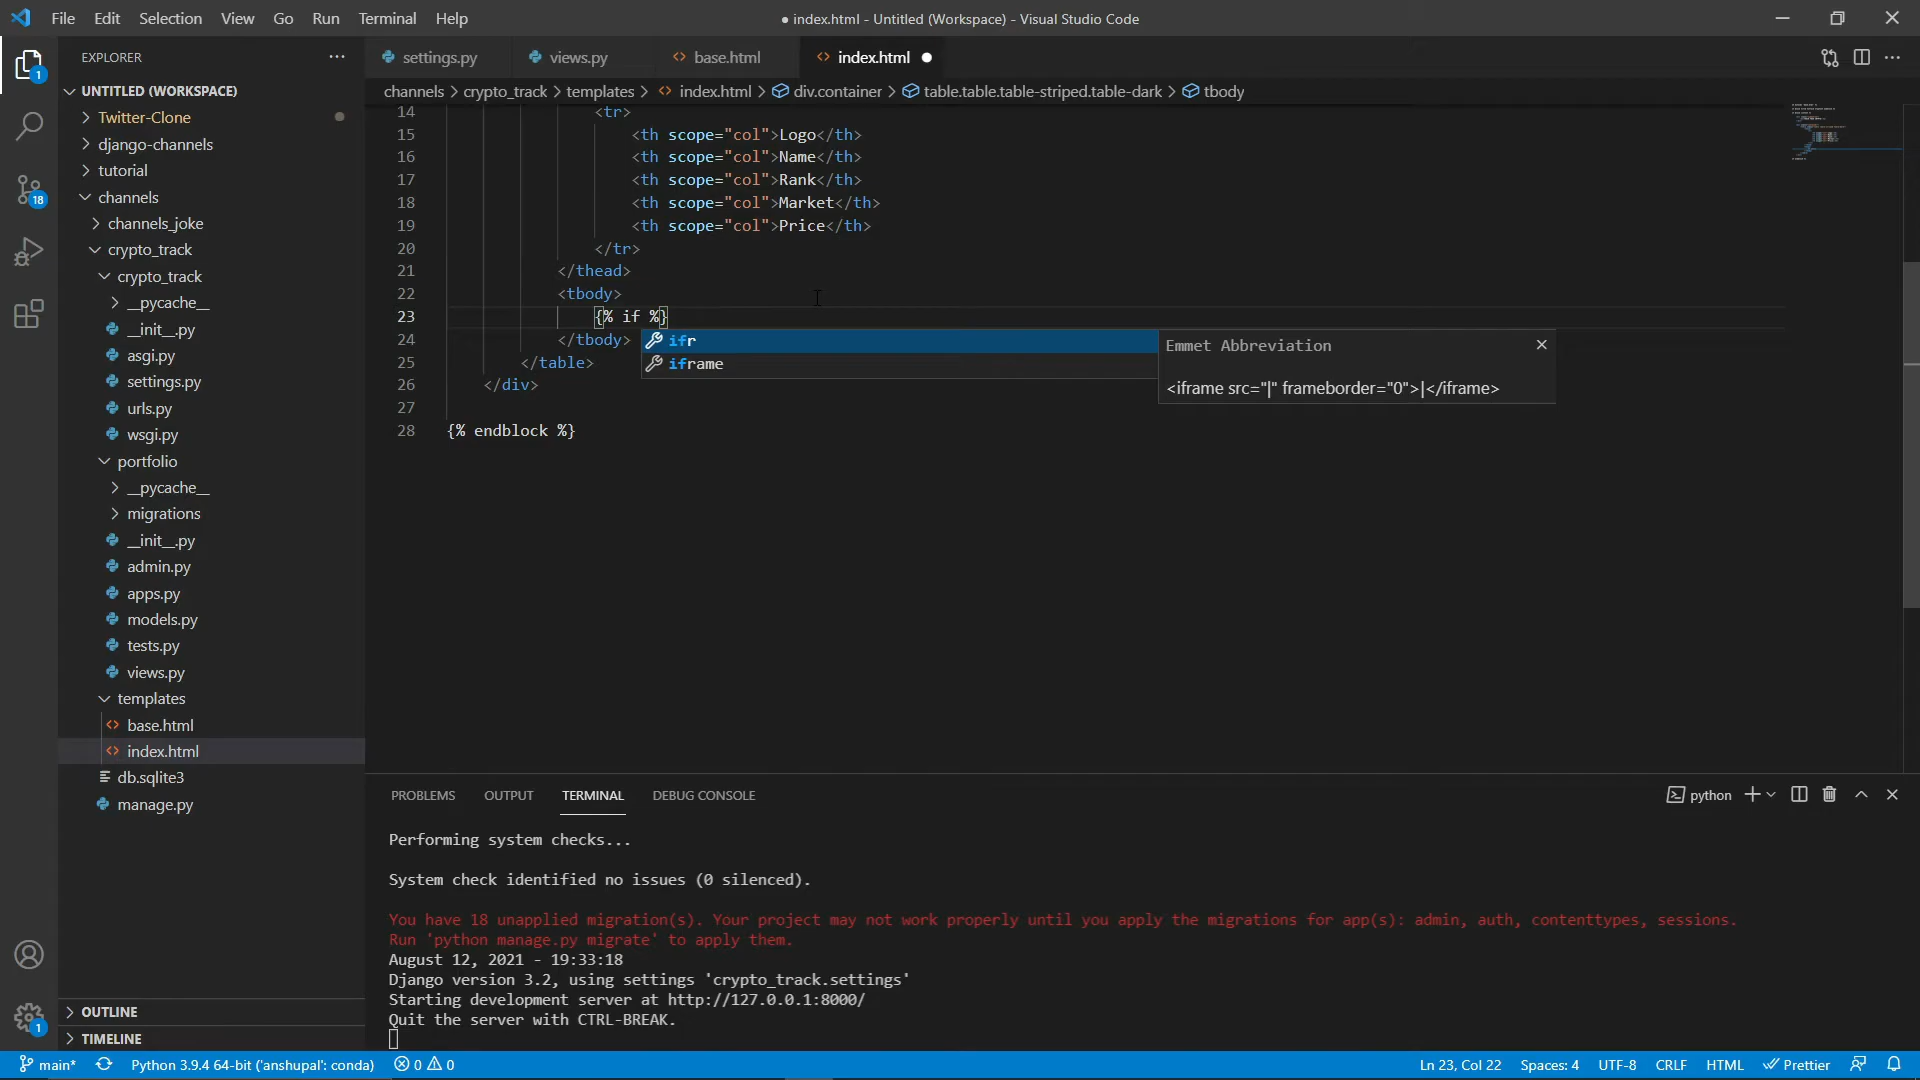 File Edit Selection View Go Run Terminal Help
● index.html - Untitled (Workspace) - Visual Studio Code
EXPLORER
settings.py
views.py
base.html
index.html
1
UNTITLED (WORKSPACE)
channels > crypto_track > templates > index.html > div.container > table.table.table-striped.table-dark > tbody
Twitter-Clone
django-channels
tutorial
channels
channels_joke
crypto_track
crypto_track
__pycache__
__init__.py
asgi.py
settings.py
urls.py
wsgi.py
portfolio
__pycache__
migrations
__init__.py
admin.py
apps.py
models.py
tests.py
views.py
templates
base.html
index.html
db.sqlite3
manage.py
OUTLINE
TIMELINE
18
1
14 <tr>
15 <th scope="col">Logo</th>
16 <th scope="col">Name</th>
17 <th scope="col">Rank</th>
18 <th scope="col">Market</th>
19 <th scope="col">Price</th>
20 </tr>
21 </thead>
22 <tbody>
23 {% if %}
24 </tbody>
25 </table>
26 </div>
27
28 {% endblock %}
ifr
iframe
Emmet Abbreviation
<iframe src="|" frameborder="0">|</iframe>
PROBLEMS OUTPUT TERMINAL DEBUG CONSOLE
python
Performing system checks...
System check identified no issues (0 silenced).
You have 18 unapplied migration(s). Your project may not work properly until you apply the migrations for app(s): admin, auth, contenttypes, sessions.
Run 'python manage.py migrate' to apply them.
August 12, 2021 - 19:33:18
Django version 3.2, using settings 'crypto_track.settings'
Starting development server at http://127.0.0.1:8000/
Quit the server with CTRL-BREAK.
main* Python 3.9.4 64-bit ('anshupal': conda) 0 0
Ln 23, Col 22 Spaces: 4 UTF-8 CRLF HTML Prettier